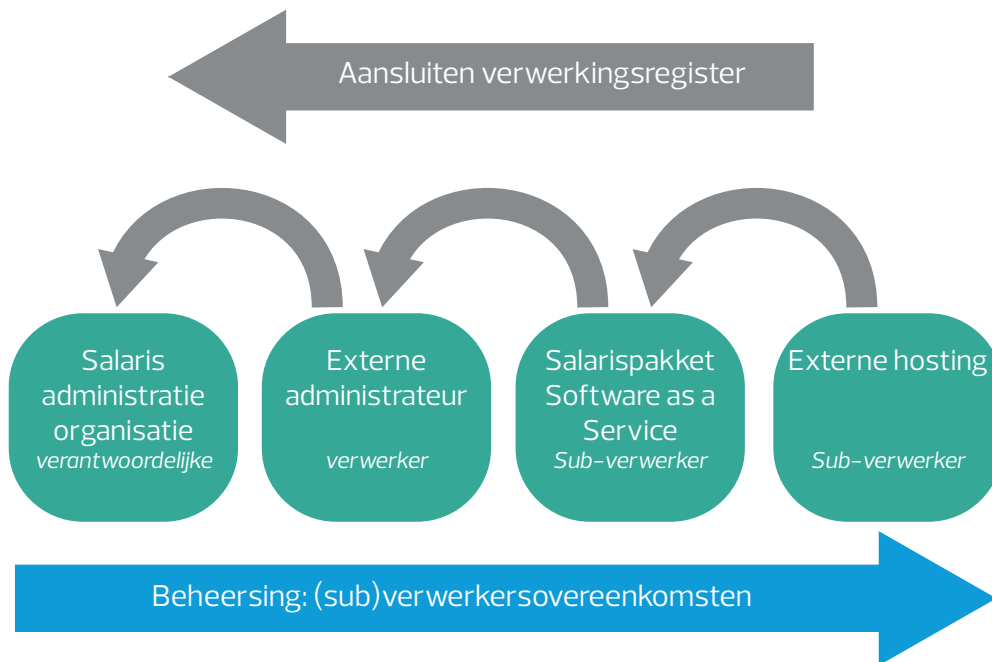 Aansluiten verwerkingsregister
Salaris
administratie
organisatie
verantwoordelijke
Externe
administrateur
verwerker
Salarispakket
Software as a
Service
Sub-verwerker
Externe hosting
Sub-verwerker
Beheersing: (sub)verwerkersovereenkomsten